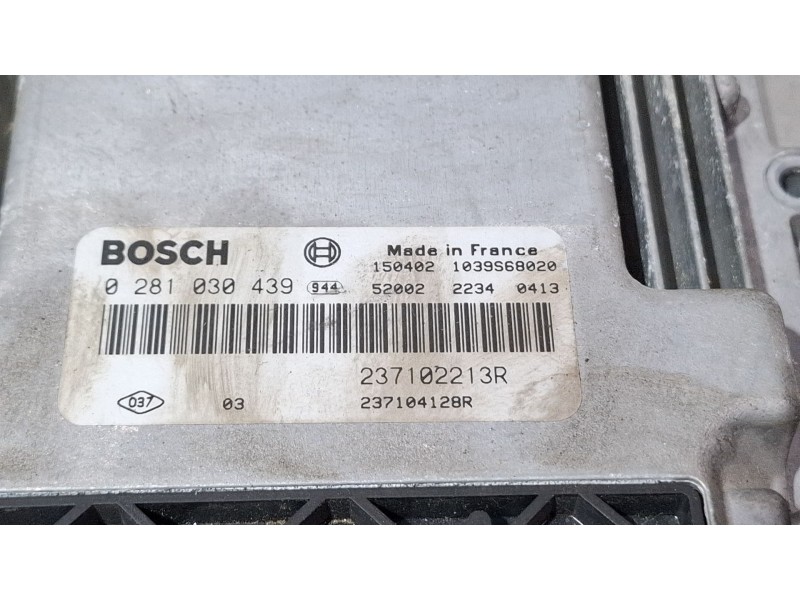 BOSCH Made in France
150402 1039S68020
0 281 030 439 944 52002 2234 0413
237102213R
037 03 237104128R